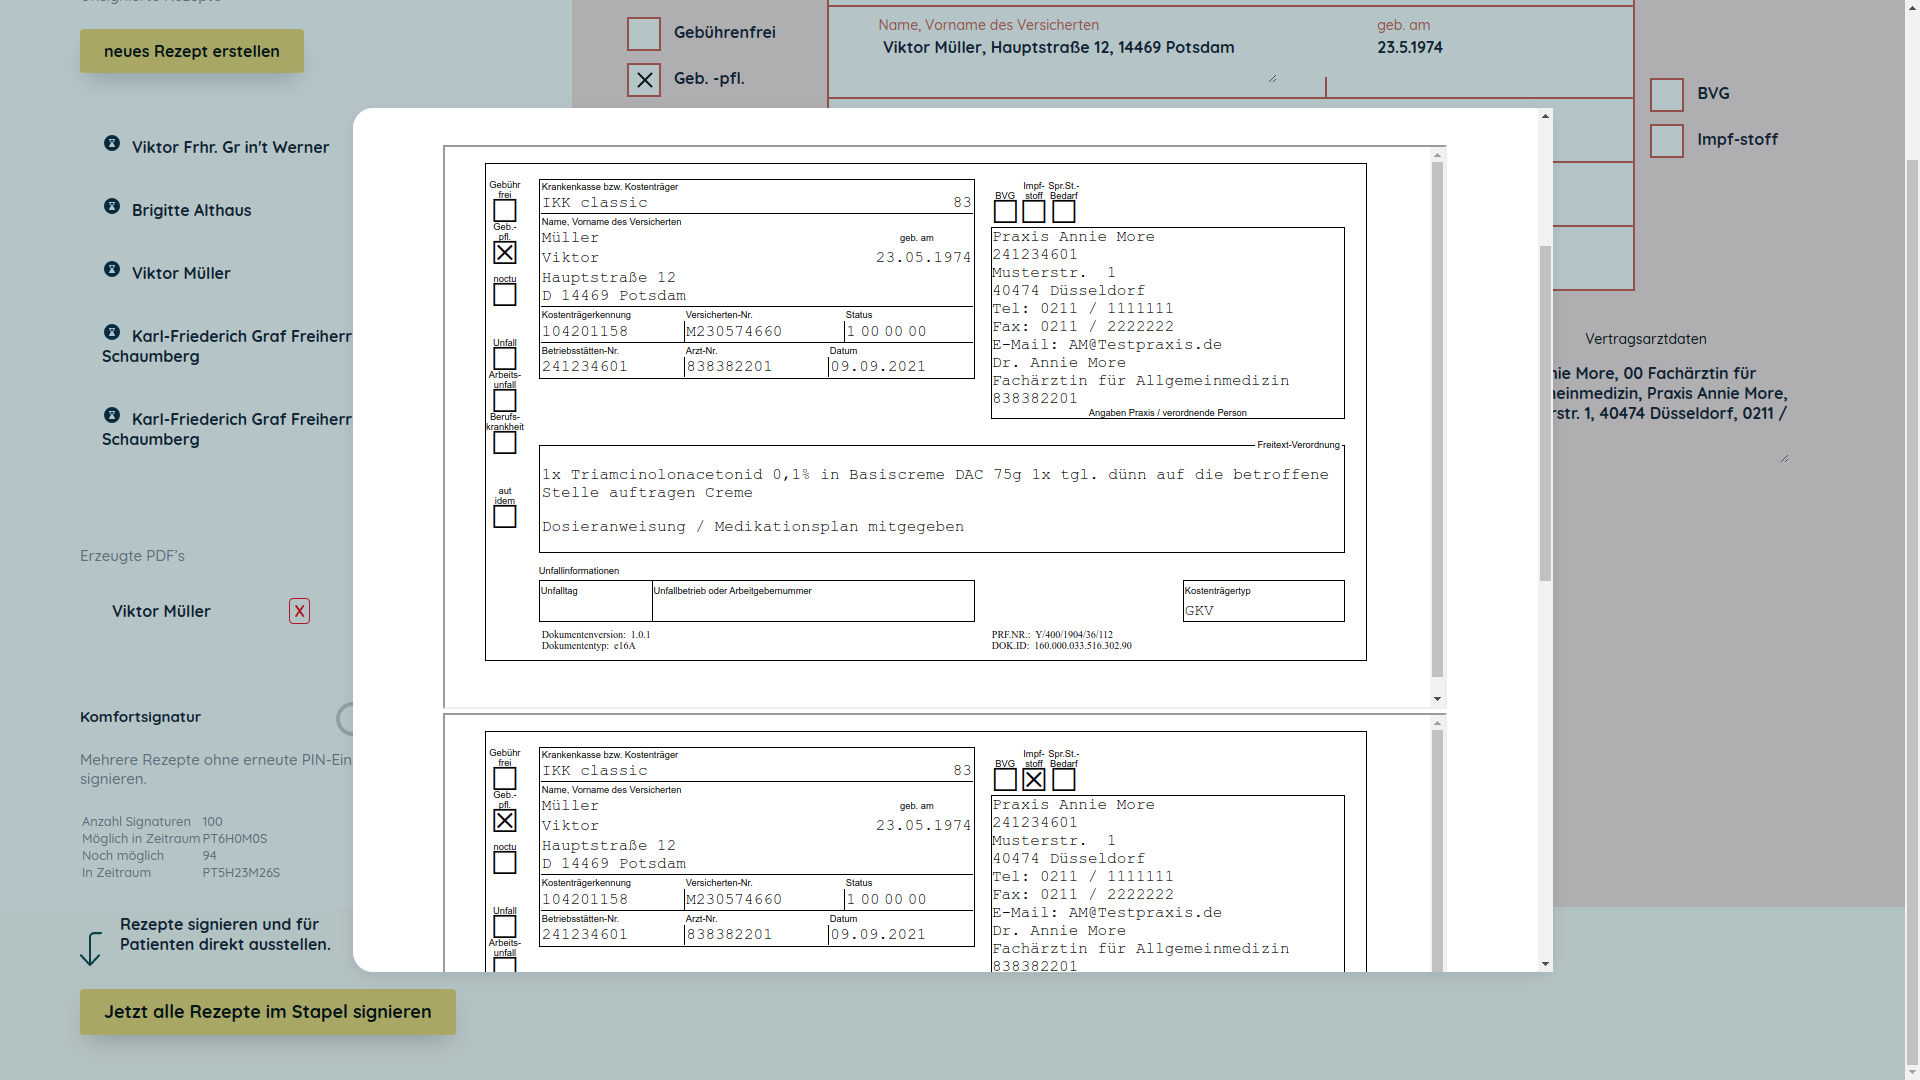 neues Rezept erstellen
Viktor Frhr. Gr in't Werner
Brigitte Althaus
Viktor Müller
Karl-Friederich Graf Freiherr
Schaumberg
Karl-Friederich Graf Freiherr
Schaumberg
Erzeugte PDF's
Viktor Müller
X
Komfortsignatur
Mehrere Rezepte ohne erneute PIN-Ein
signieren.
Anzahl Signaturen 100
Möglich in Zeitraum PT6H0M0S
Noch möglich 94
In Zeitraum PT5H23M26S
Rezepte signieren und für
Patienten direkt ausstellen.
Jetzt alle Rezepte im Stapel signieren
Gebührenfrei
Geb. -pfl.
Name, Vorname des Versicherten
geb. am
Viktor Müller, Hauptstraße 12, 14469 Potsdam
23.5.1974
BVG
Impf-stoff
Vertragsarztdaten
nie More, 00 Fachärztin für
einmedizin, Praxis Annie More,
rstr. 1, 40474 Düsseldorf, 0211 /
Gebühr
frei
Geb.-
pfl.
noctu
Unfall
Arbeits-
unfall
Berufs-
krankheit
aut
idem
Krankenkasse bzw. Kostenträger
IKK classic 83
Name, Vorname des Versicherten
Müller
geb. am
Viktor 23.05.1974
Hauptstraße 12
D 14469 Potsdam
Kostenträgerkennung Versicherten-Nr. Status
104201158 M230574660 1 00 00 00
Betriebsstätten-Nr. Arzt-Nr. Datum
241234601 838382201 09.09.2021
BVG Impf-stoff Spr.St.-Bedarf
Praxis Annie More
241234601
Musterstr. 1
40474 Düsseldorf
Tel: 0211 / 1111111
Fax: 0211 / 2222222
E-Mail: AM@Testpraxis.de
Dr. Annie More
Fachärztin für Allgemeinmedizin
838382201
Angaben Praxis / verordnende Person
Freitext-Verordnung
1x Triamcinolonacetonid 0,1% in Basiscreme DAC 75g 1x tgl. dünn auf die betroffene
Stelle auftragen Creme
Dosieranweisung / Medikationsplan mitgegeben
Unfallinformationen
Unfalltag Unfallbetrieb oder Arbeitgebernummer
Kostenträgertyp
GKV
Dokumentenversion: 1.0.1
Dokumententyp: e16A
PRF.NR.: Y/400/1904/36/112
DOK.ID: 160.000.033.516.302.90
Gebühr
frei
Geb.-
pfl.
noctu
Unfall
Arbeits-
unfall
Krankenkasse bzw. Kostenträger
IKK classic 83
Name, Vorname des Versicherten
Müller
geb. am
Viktor 23.05.1974
Hauptstraße 12
D 14469 Potsdam
Kostenträgerkennung Versicherten-Nr. Status
104201158 M230574660 1 00 00 00
Betriebsstätten-Nr. Arzt-Nr. Datum
241234601 838382201 09.09.2021
BVG Impf-stoff Spr.St.-Bedarf
Praxis Annie More
241234601
Musterstr. 1
40474 Düsseldorf
Tel: 0211 / 1111111
Fax: 0211 / 2222222
E-Mail: AM@Testpraxis.de
Dr. Annie More
Fachärztin für Allgemeinmedizin
838382201